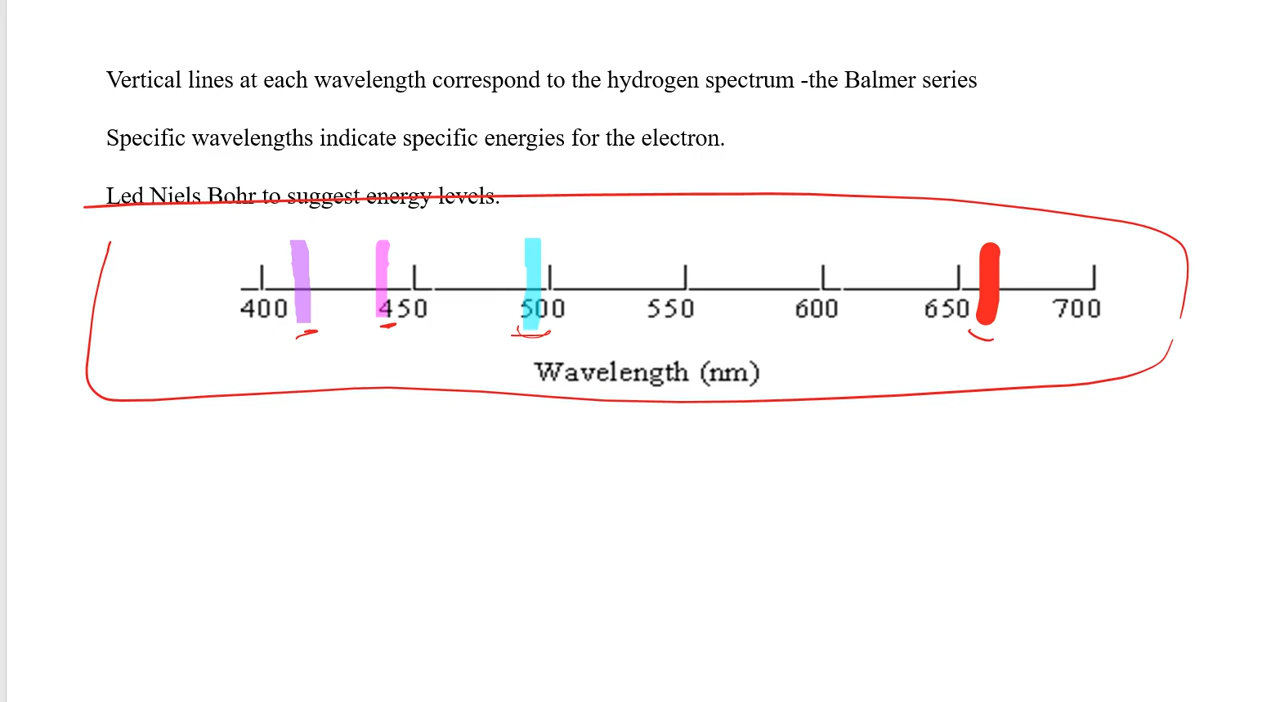 Vertical lines at each wavelength correspond to the hydrogen spectrum -the Balmer series
Specific wavelengths indicate specific energies for the electron.
Led Niels Bohr to suggest energy levels.
400 450 500 550 600 650 700
Wavelength (nm)